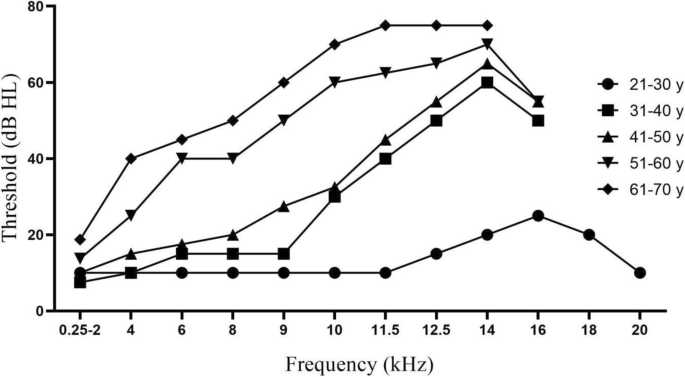 80
60
40
20
0
Threshold (dB HL)
0.25-2 4 6 8 9 10 11.5 12.5 14 16 18 20
Frequency (kHz)
21-30 y
31-40 y
41-50 y
51-60 y
61-70 y